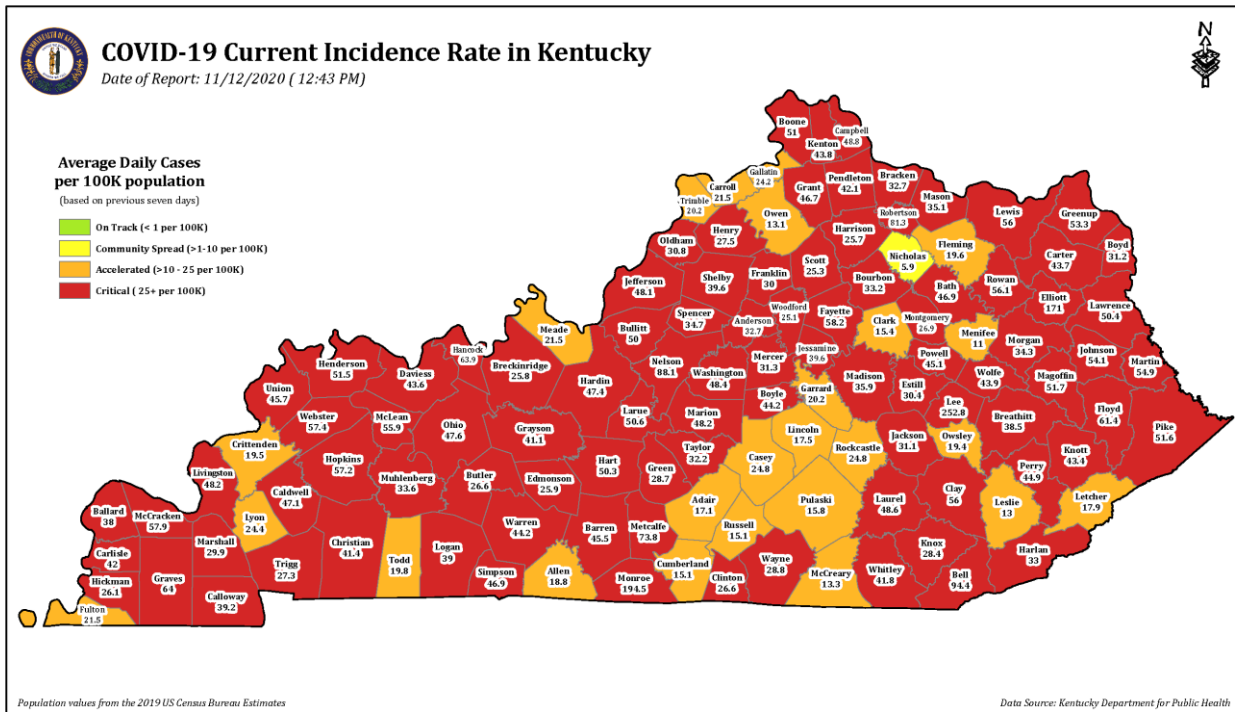 COVID-19 Current Incidence Rate in Kentucky
Date of Report: 11/12/2020 ( 12:43 PM)
N
Average Daily Cases
per 100K population
(based on previous seven days)
On Track (< 1 per 100K)
Community Spread (>1-10 per 100K)
Accelerated (>10 - 25 per 100K)
Critical ( 25+ per 100K)
Boone
51
Kenton
43.8
Campbell
48.8
Gallatin
24.2
Carroll
21.5
Trimble
20.2
Owen
13.1
Grant
46.7
Pendleton
42.1
Bracken
32.7
Mason
35.1
Robertson
81.3
Lewis
56
Greenup
53.3
Boyd
31.2
Carter
43.7
Fleming
19.6
Nicholas
5.9
Harrison
25.7
Henry
27.5
Oldham
30.8
Jefferson
48.1
Shelby
39.6
Franklin
30
Scott
25.3
Bourbon
33.2
Bath
46.9
Rowan
56.1
Elliott
171
Lawrence
50.4
Meade
21.5
Bullitt
50
Spencer
34.7
Anderson
32.7
Woodford
25.1
Fayette
58.2
Clark
15.4
Montgomery
26.9
Menifee
11
Morgan
34.3
Johnson
54.1
Martin
54.9
Hancock
63.9
Breckinridge
25.8
Hardin
47.4
Nelson
88.1
Washington
48.4
Mercer
31.3
Jessamine
39.6
Madison
35.9
Estill
30.4
Powell
45.1
Wolfe
43.9
Magoffin
51.7
Floyd
61.4
Pike
51.6
Union
45.7
Henderson
51.5
Daviess
43.6
Webster
57.4
McLean
55.9
Ohio
47.6
Grayson
41.1
Larue
50.6
Marion
48.2
Boyle
44.2
Garrard
20.2
Lincoln
17.5
Rockcastle
24.8
Jackson
31.1
Lee
252.8
Owsley
19.4
Breathitt
38.5
Knott
43.4
Perry
44.9
Crittenden
19.5
Livingston
48.2
Hopkins
57.2
Muhlenberg
33.6
Butler
26.6
Edmonson
25.9
Hart
50.3
Green
28.7
Taylor
32.2
Casey
24.8
Adair
17.1
Pulaski
15.8
Laurel
48.6
Clay
56
Leslie
13
Letcher
17.9
Ballard
38
McCracken
57.9
Lyon
24.4
Caldwell
47.1
Marshall
29.9
Carlisle
42
Hickman
26.1
Graves
64
Calloway
39.2
Fulton
21.5
Trigg
27.3
Christian
41.4
Todd
19.8
Logan
39
Warren
44.2
Simpson
46.9
Allen
18.8
Barren
45.5
Metcalfe
73.8
Monroe
194.5
Cumberland
15.1
Russell
15.1
Clinton
26.6
Wayne
28.8
McCreary
13.3
Whitley
41.8
Knox
28.4
Bell
94.4
Harlan
33
Population values from the 2019 US Census Bureau Estimates
Data Source: Kentucky Department for Public Health